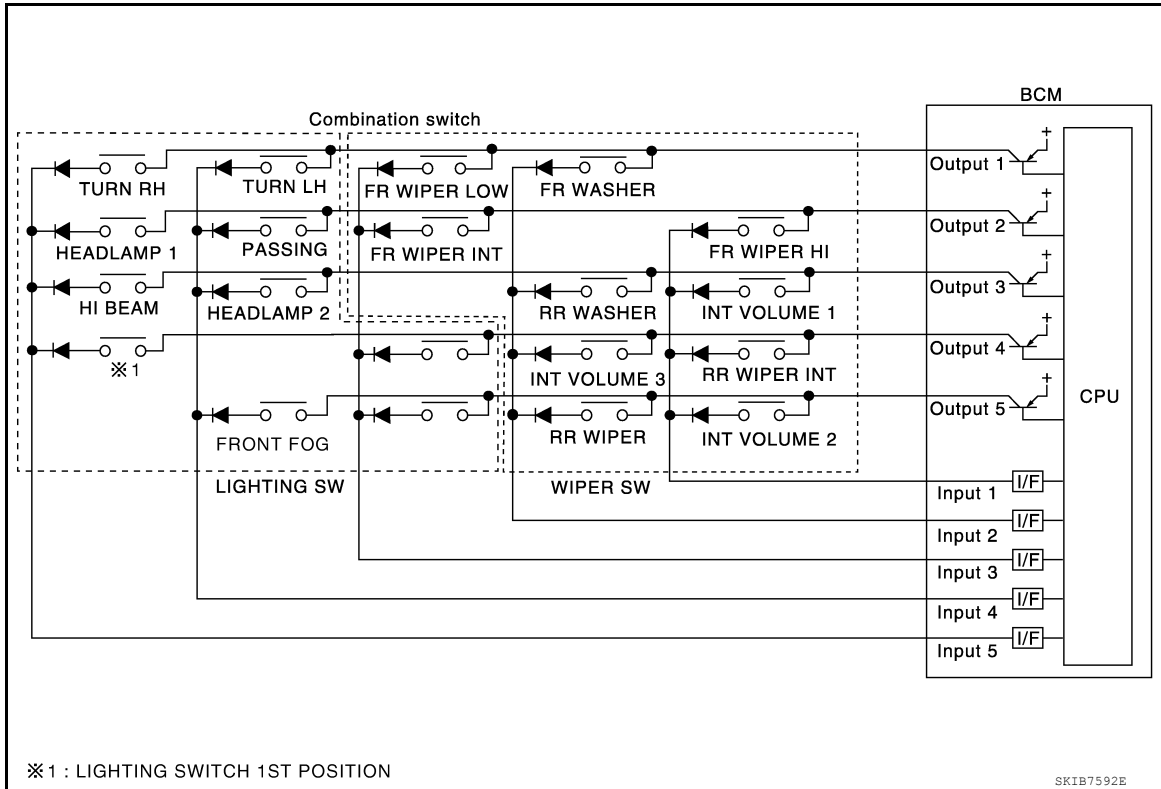 BCM
Combination switch
Output 1
TURN RH
TURN LH
FR WIPER LOW
FR WASHER
Output 2
HEADLAMP 1
PASSING
FR WIPER INT
FR WIPER HI
Output 3
HI BEAM
HEADLAMP 2
RR WASHER
INT VOLUME 1
Output 4
※1
INT VOLUME 3
RR WIPER INT
Output 5
CPU
FRONT FOG
RR WIPER
INT VOLUME 2
LIGHTING SW
WIPER SW
Input 1
I/F
Input 2
I/F
Input 3
I/F
Input 4
I/F
Input 5
I/F
+
+
+
+
+
※1 : LIGHTING SWITCH 1ST POSITION
SKIB7592E